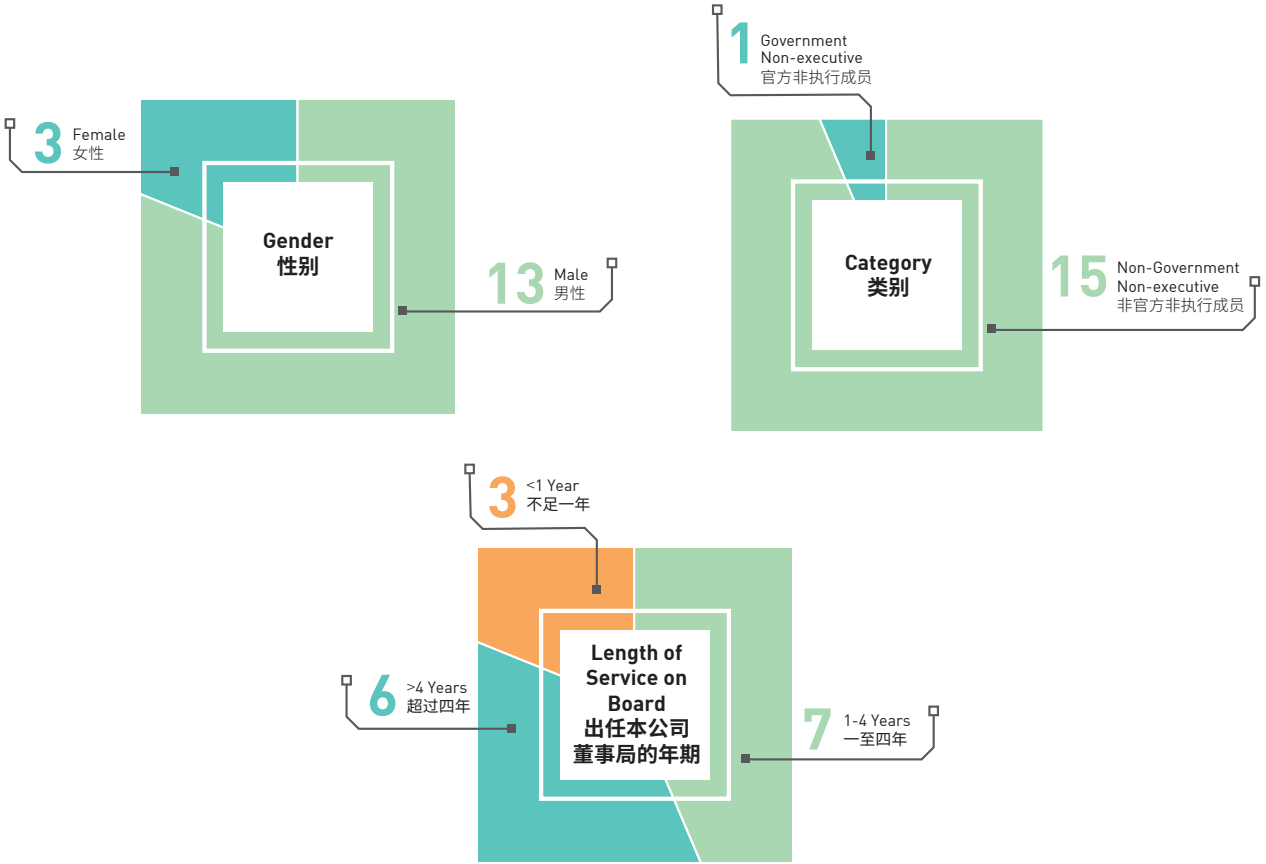 3
Female
女性
Gender
性别
13
Male
男性
1
Government
Non-executive
官方非执行成员
Category
类别
15
Non-Government
Non-executive
非官方非执行成员
3
<1 Year
不足一年
6
>4 Years
超过四年
Length of
Service on
Board
出任本公司
董事局的年期
7
1-4 Years
一至四年